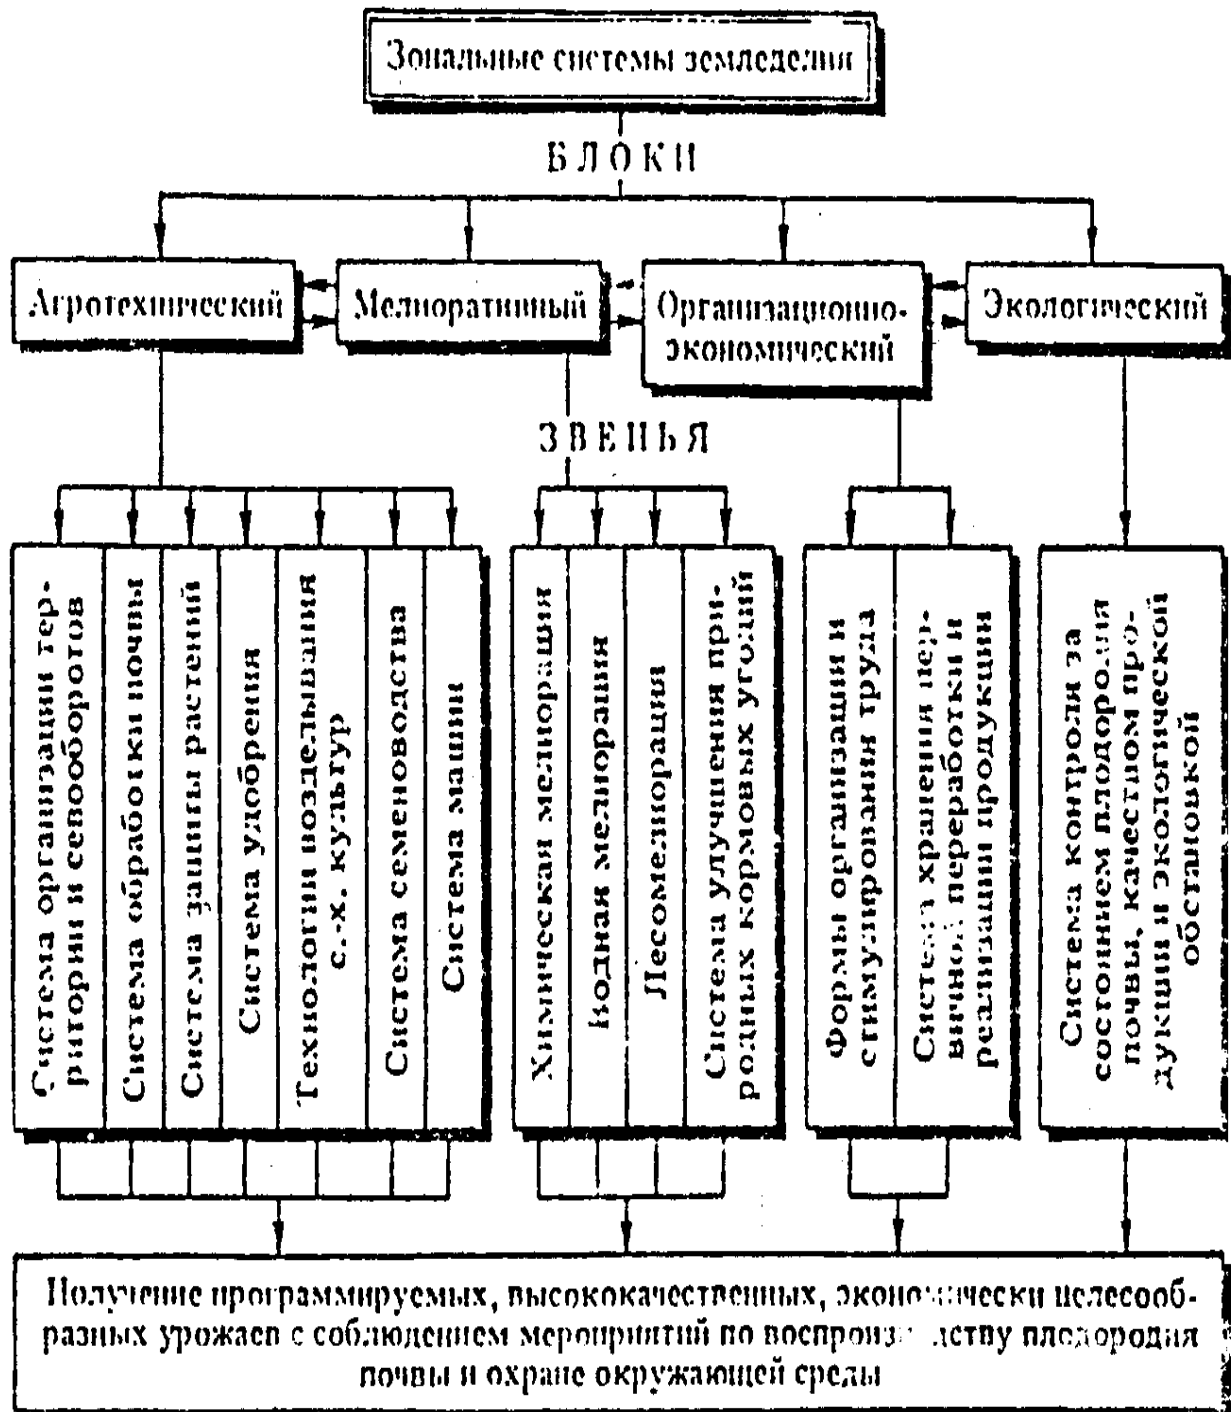 Зональные системы земледелия
БЛОКИ
Агротехнический
Мелиоративный
Организационно-
экономический
Экологический
ЗВЕНЬЯ
Система организации тер-
ритории и севооборотов
Система обработки почвы
Система защиты растений
Система удобрения
Технологии возделывания
с.-х. культур
Система семеноводства
Система машин
Химическая мелиорация
Водная мелиорация
Лесомелиорация
Система улучшения при-
родных кормовых угодий
Формы организации и
стимулирования труда
Система хранения пер-
вичной переработки и
реализации продукции
Система контроля за
состоянием плодородия
почвы, качеством про-
дукции и экологической
обстановкой
Получение программируемых, высококачественных, экономически целесооб-
разных урожаев с соблюдением мероприятий по воспроизводству плодородия
почвы и охране окружающей среды